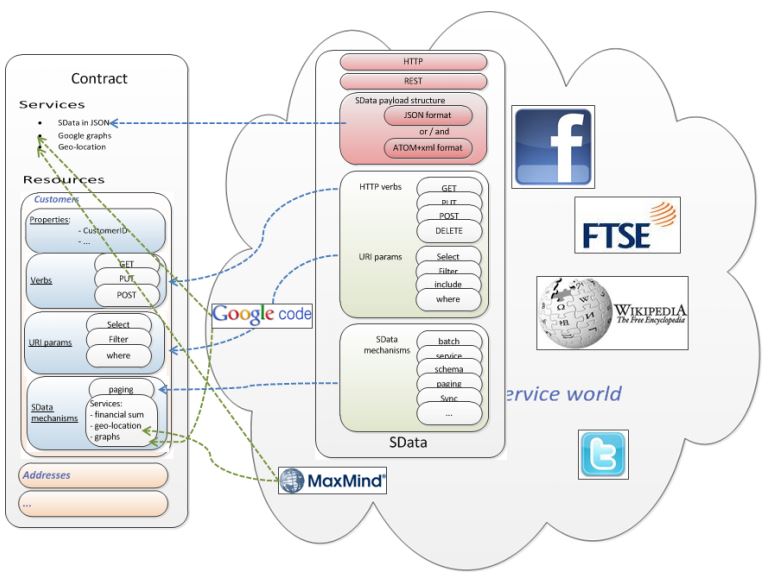 Contract
Services
SData in JSON
Google graphs
Geo-location
Resources
Customers
Properties:
- CustomerID
- ...
Verbs
GET
PUT
POST
URI params
Select
Filter
where
SData
mechanisms
paging
Services:
- financial sum
- geo-location
- graphs
Addresses
...
HTTP
REST
SData payload structure
JSON format
or / and
ATOM+xml format
HTTP verbs
GET
PUT
POST
DELETE
URI params
Select
Filter
include
where
SData
mechanisms
batch
service
schema
paging
Sync
...
SData
Google code
MaxMind®
f
FTSE
WIKIPEDIA
The Free Encyclopedia
ervice world
t